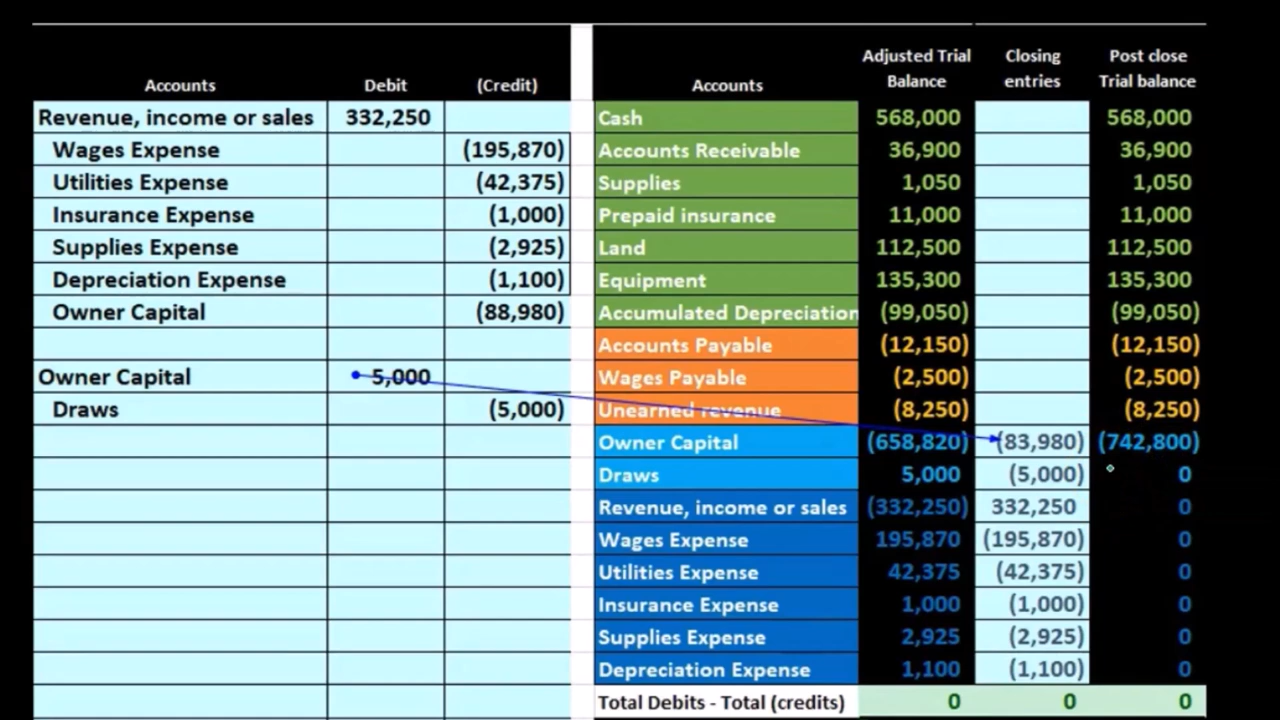 Accounts Debit (Credit)
Revenue, income or sales 332,250
Wages Expense (195,870)
Utilities Expense (42,375)
Insurance Expense (1,000)
Supplies Expense (2,925)
Depreciation Expense (1,100)
Owner Capital (88,980)
Owner Capital 5,000
Draws (5,000)
Accounts Adjusted Trial Balance Closing entries Post close Trial balance
Cash 568,000 568,000
Accounts Receivable 36,900 36,900
Supplies 1,050 1,050
Prepaid insurance 11,000 11,000
Land 112,500 112,500
Equipment 135,300 135,300
Accumulated Depreciation (99,050) (99,050)
Accounts Payable (12,150) (12,150)
Wages Payable (2,500) (2,500)
Unearned revenue (8,250) (8,250)
Owner Capital (658,820) (83,980) (742,800)
Draws 5,000 (5,000) 0
Revenue, income or sales (332,250) 332,250 0
Wages Expense 195,870 (195,870) 0
Utilities Expense 42,375 (42,375) 0
Insurance Expense 1,000 (1,000) 0
Supplies Expense 2,925 (2,925) 0
Depreciation Expense 1,100 (1,100) 0
Total Debits - Total (credits) 0 0 0